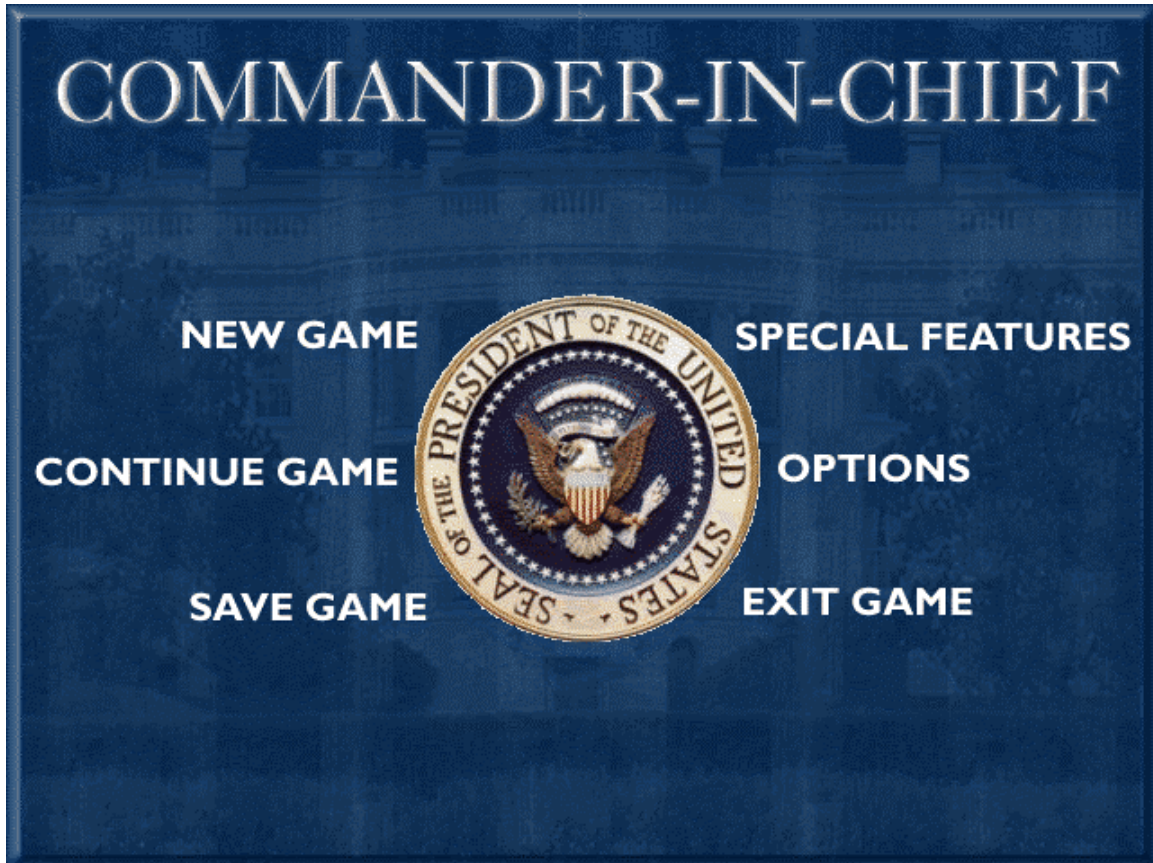 COMMANDER-IN-CHIEF
NEW GAME
SPECIAL FEATURES
CONTINUE GAME
OPTIONS
SAVE GAME
EXIT GAME
SEAL OF THE PRESIDENT OF THE UNITED STATES